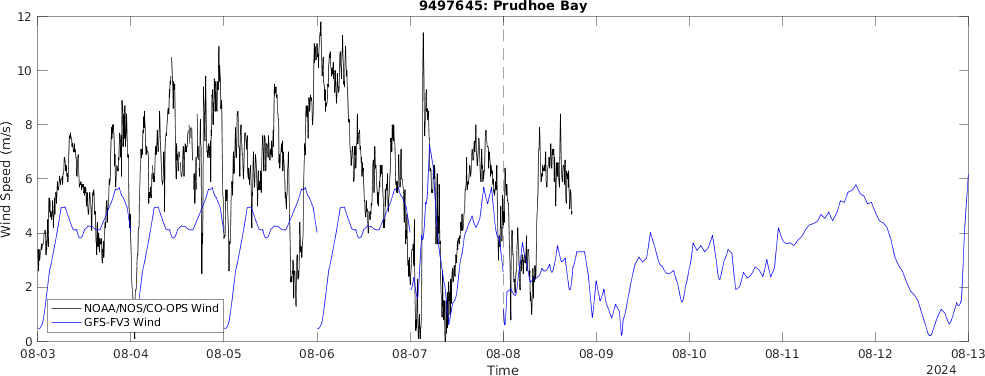 9497645: Prudhoe Bay
12
10
8
6
4
2
0
Wind Speed (m/s)
NOAA/NOS/CO-OPS Wind
GFS-FV3 Wind
08-03 08-04 08-05 08-06 08-07 08-08 08-09 08-10 08-11 08-12 08-13
Time
2024